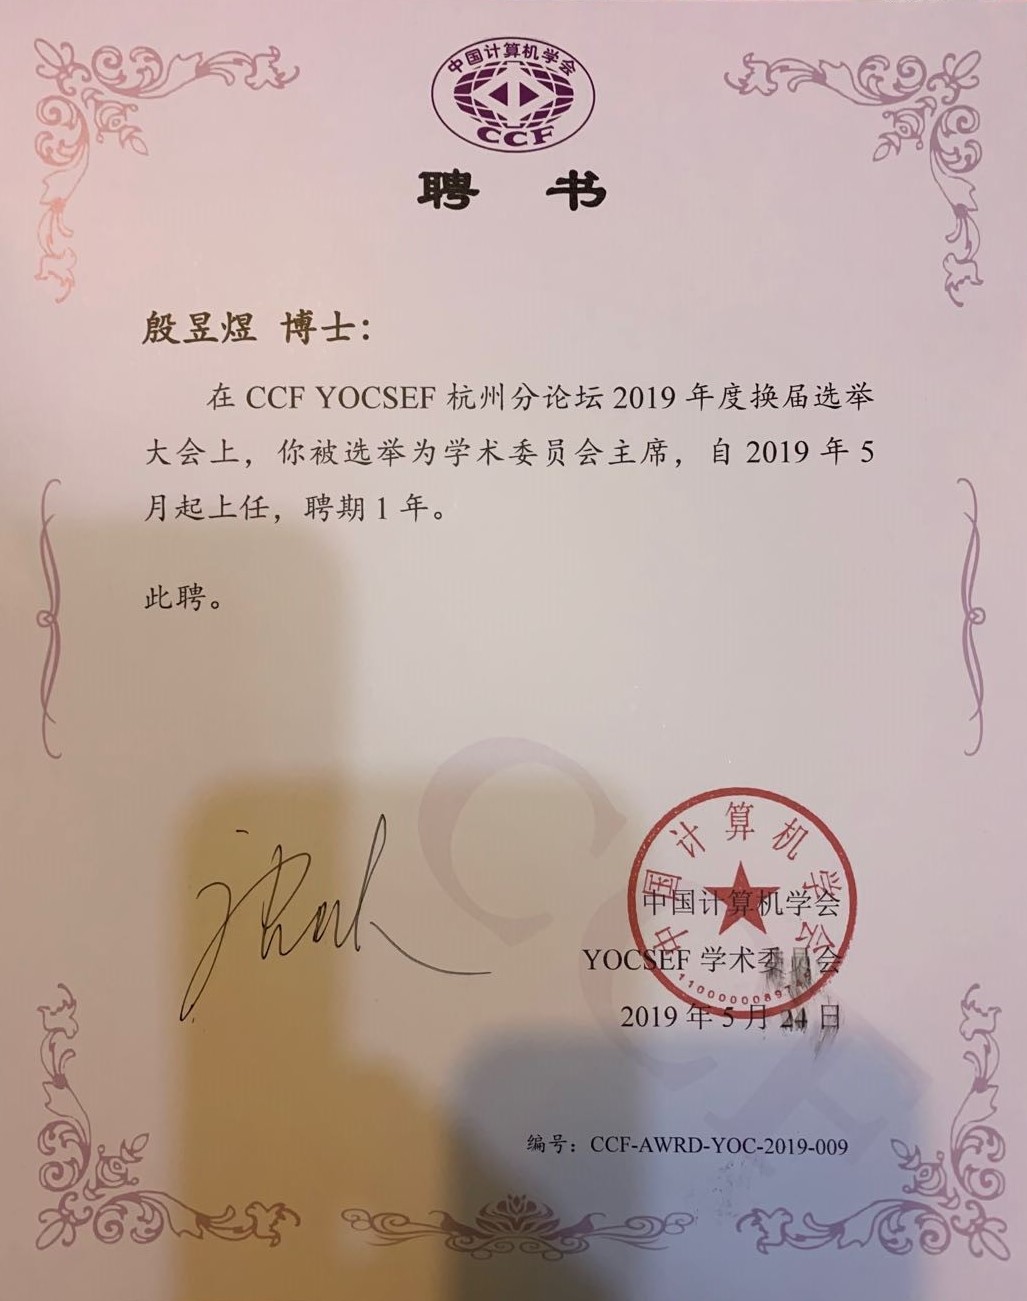 中国计算机学会
CCF
聘 书
殷昱煜 博士：
在 CCF YOCSEF 杭州分论坛 2019 年度换届选举
大会上，你被选举为学术委员会主席，自 2019 年 5
月起上任，聘期 1 年。
此聘。
中国计算机学会
中国计算机学会
YOCSEF 学术委员会
2019 年 5 月 24 日
编号：CCF-AWRD-YOC-2019-009